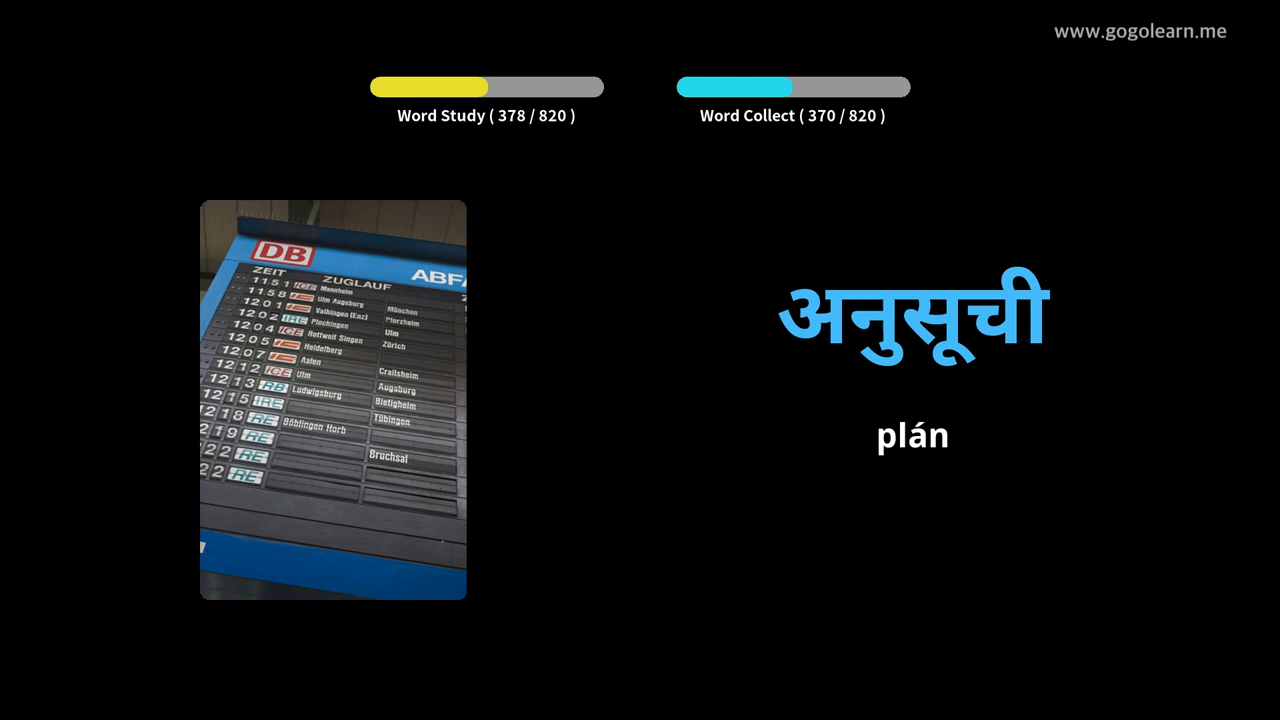 www.gogolearn.me
Word Study ( 378 / 820 )
Word Collect ( 370 / 820 )
DB
ZEIT ZUGLAUF ABFA
1151 ICE Mannheim
1158 Ulm Augsburg München
1201 Vaihingen (Enz) Pforzheim
1202 IRE Plochingen Ulm
1204 ICE Rottweil Singen Zürich
1205 Heidelberg
1207 Aalen Crailsheim
1212 ICE Ulm Augsburg
1213 RB Ludwigsburg Bietigheim
1215 IRE Tübingen
1218 RE Böblingen Horb
219 RE Bruchsal
22 RE
22 RE
अनुसूची
plán